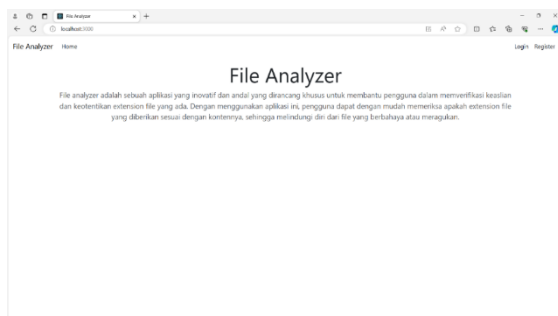 File Analyzer
localhost:3000
File Analyzer Home Login Register
File Analyzer
File analyzer adalah sebuah aplikasi yang inovatif dan andal yang dirancang khusus untuk membantu pengguna dalam memverifikasi keaslian
dan keotentikan extension file yang ada. Dengan menggunakan aplikasi ini, pengguna dapat dengan mudah memeriksa apakah extension file
yang diberikan sesuai dengan kontennya, sehingga melindungi diri dari file yang berbahaya atau meragukan.